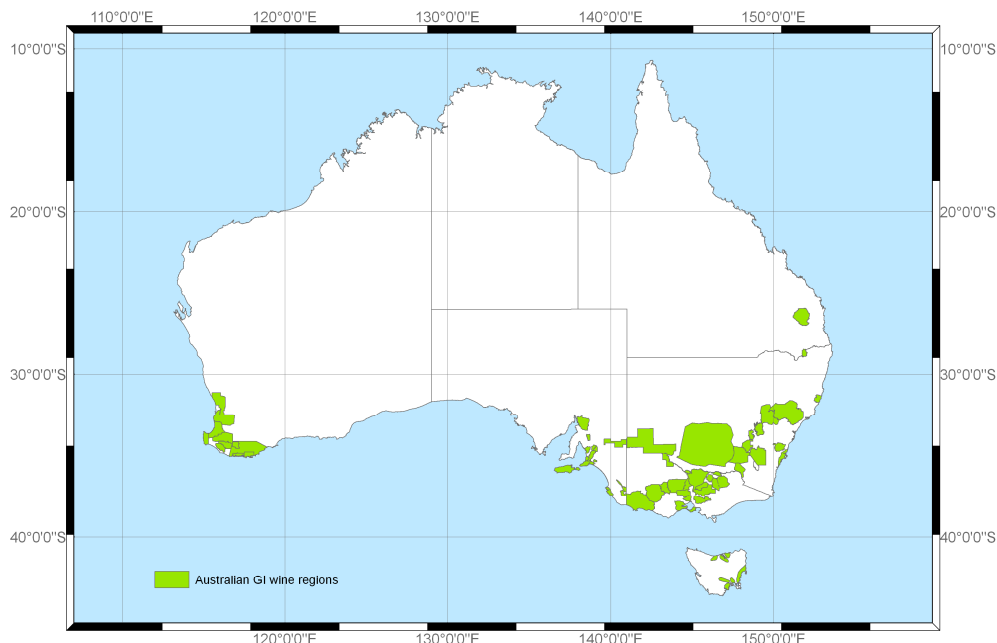 110°0'0"E 120°0'0"E 130°0'0"E 140°0'0"E 150°0'0"E
10°0'0"S 10°0'0"S
20°0'0"S 20°0'0"S
30°0'0"S 30°0'0"S
40°0'0"S 40°0'0"S
Australian GI wine regions
120°0'0"E 130°0'0"E 140°0'0"E 150°0'0"E